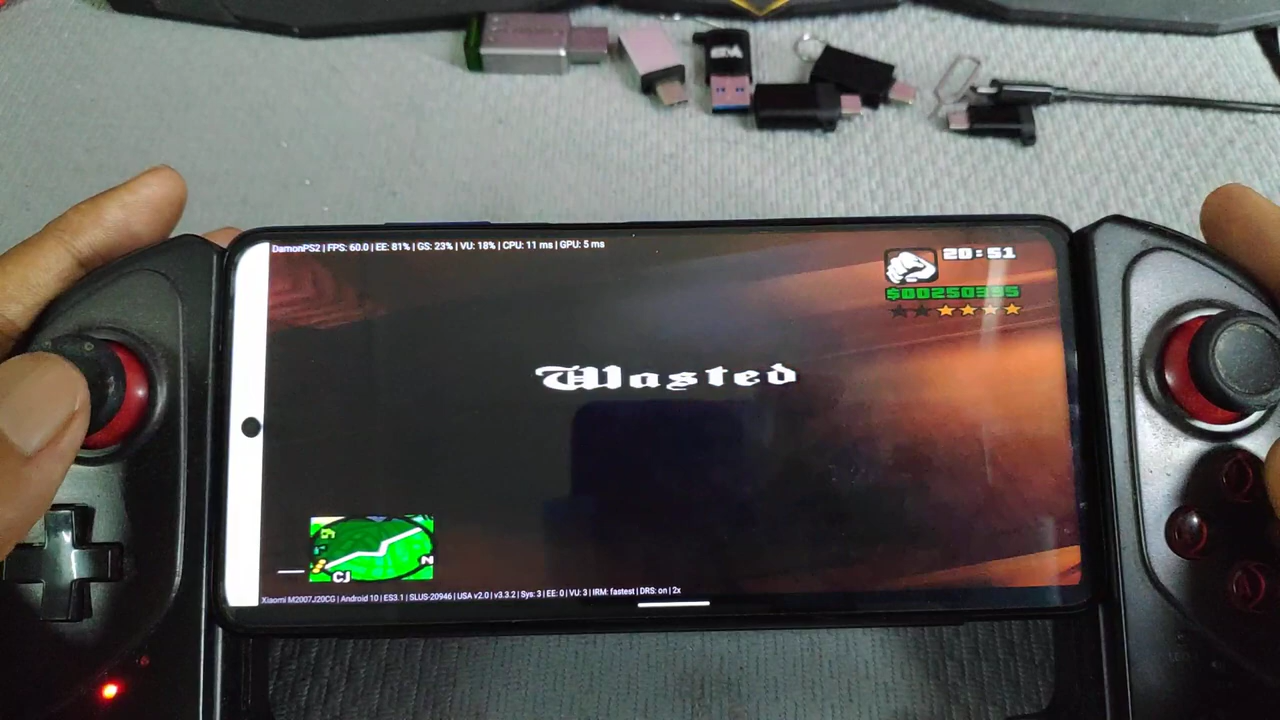 DamonPS2 | FPS: 60.0 | EE: 81% | GS: 23% | VU: 18% | CPU: 11 ms | GPU: 5 ms
20:51
$00250395
Wasted
N
CJ
Xiaomi M2007J20CG | Android 10 | ES3.1 | SLUS-20946 | USA v2.0 | v3.3.2 | Sys: 3 | EE: 0 | VU: 3 | IRM: fastest | DRS: on | 2x